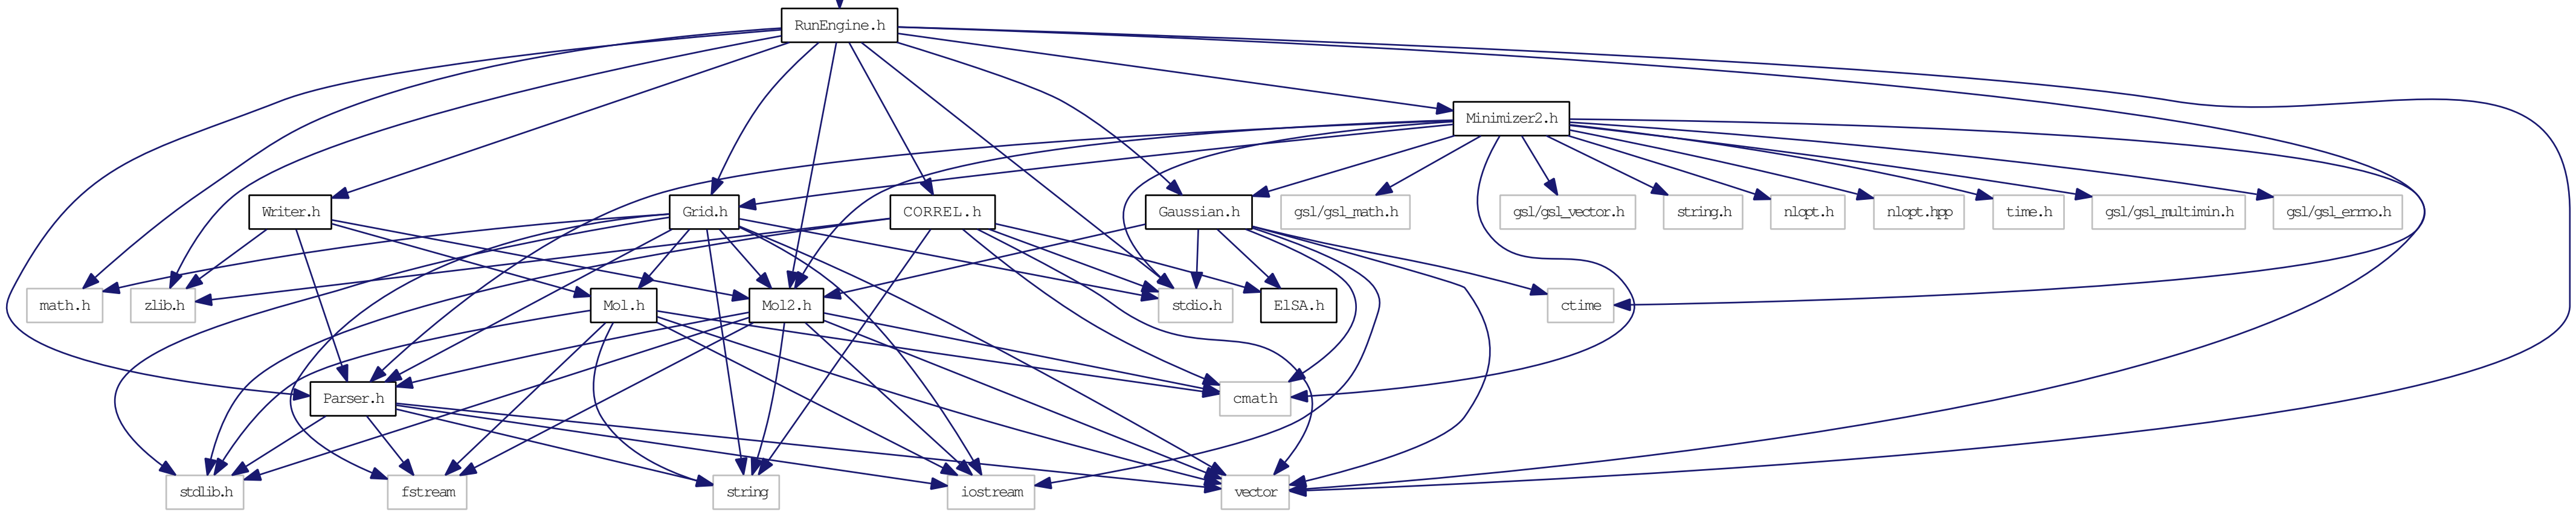 RunEngine.h
Minimizer2.h
Writer.h
Grid.h
CORREL.h
Gaussian.h
gsl/gsl_math.h
gsl/gsl_vector.h
string.h
nlopt.h
nlopt.hpp
time.h
gsl/gsl_multimin.h
gsl/gsl_errno.h
math.h
zlib.h
Mol.h
Mol2.h
stdio.h
ElSA.h
ctime
Parser.h
cmath
stdlib.h
fstream
string
iostream
vector